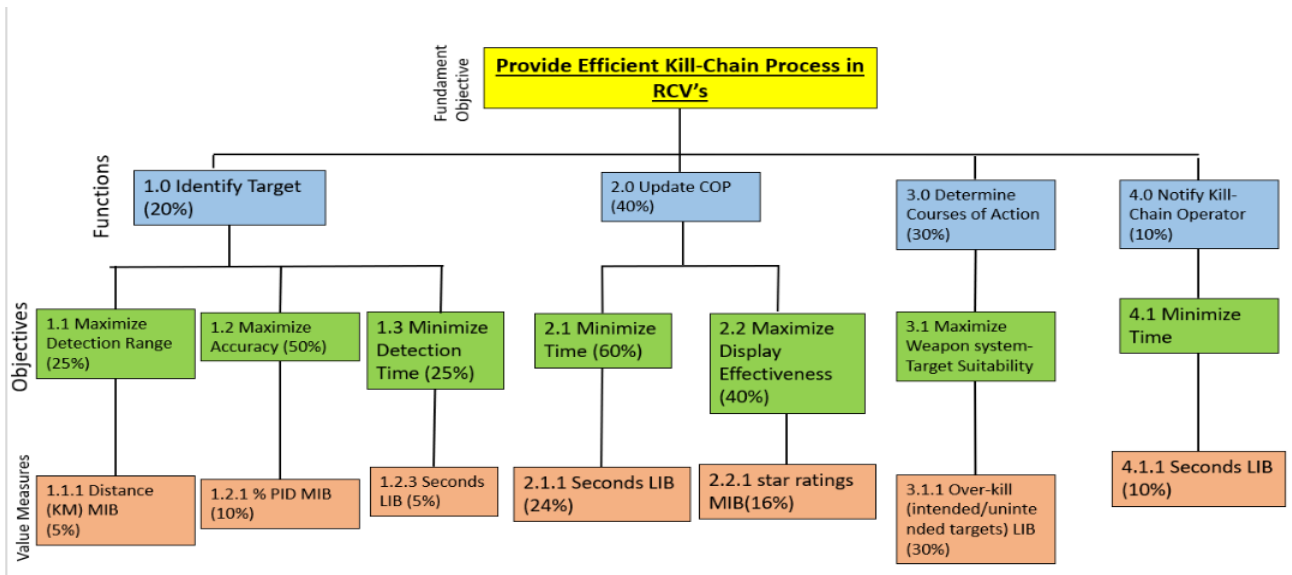 Fundament
Objective
Provide Efficient Kill-Chain Process in
RCV's
Functions
1.0 Identify Target
(20%)
2.0 Update COP
(40%)
3.0 Determine
Courses of Action
(30%)
4.0 Notify Kill-
Chain Operator
(10%)
Objectives
1.1 Maximize
Detection Range
(25%)
1.2 Maximize
Accuracy (50%)
1.3 Minimize
Detection
Time (25%)
2.1 Minimize
Time (60%)
2.2 Maximize
Display
Effectiveness
(40%)
3.1 Maximize
Weapon system-
Target Suitability
4.1 Minimize
Time
Value Measures
1.1.1 Distance
(KM) MIB
(5%)
1.2.1 % PID MIB
(10%)
1.2.3 Seconds
LIB (5%)
2.1.1 Seconds LIB
(24%)
2.2.1 star ratings
MIB(16%)
3.1.1 Over-kill
(intended/uninte
nded targets) LIB
(30%)
4.1.1 Seconds LIB
(10%)